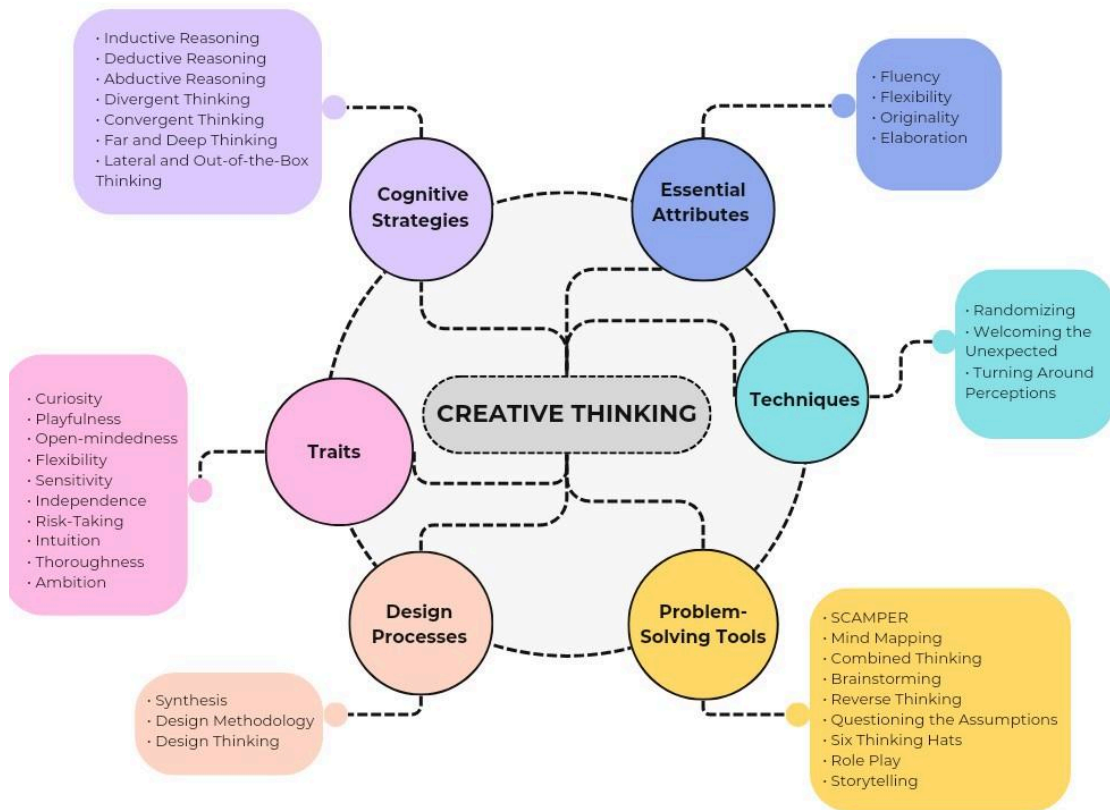 • Inductive Reasoning
• Deductive Reasoning
• Abductive Reasoning
• Divergent Thinking
• Convergent Thinking
• Far and Deep Thinking
• Lateral and Out-of-the-Box
Thinking
Cognitive
Strategies
Essential
Attributes
• Fluency
• Flexibility
• Originality
• Elaboration
• Randomizing
• Welcoming the
Unexpected
• Turning Around
Perceptions
Techniques
CREATIVE THINKING
Traits
• Curiosity
• Playfulness
• Open-mindedness
• Flexibility
• Sensitivity
• Independence
• Risk-Taking
• Intuition
• Thoroughness
• Ambition
Design
Processes
• Synthesis
• Design Methodology
• Design Thinking
Problem-
Solving Tools
• SCAMPER
• Mind Mapping
• Combined Thinking
• Brainstorming
• Reverse Thinking
• Questioning the Assumptions
• Six Thinking Hats
• Role Play
• Storytelling